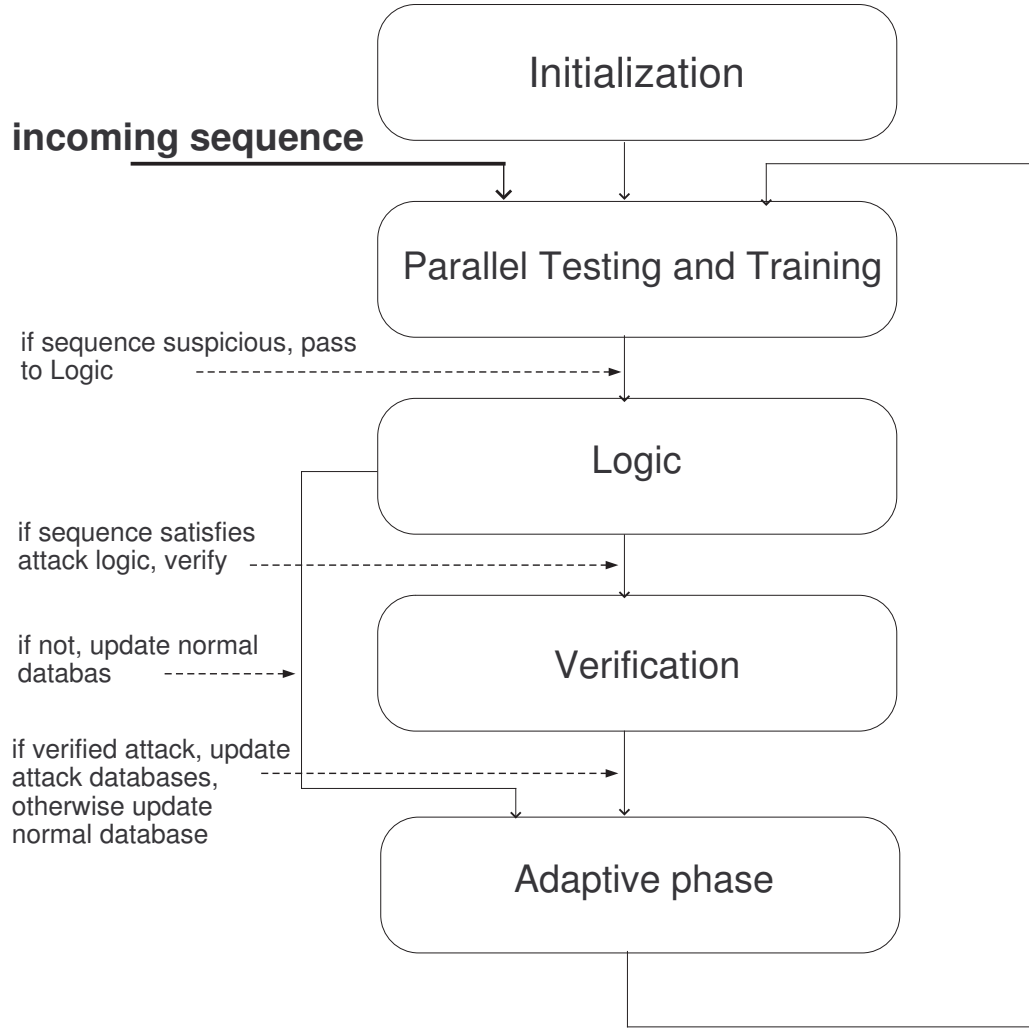 Initialization
incoming sequence
Parallel Testing and Training
if sequence suspicious, pass
to Logic
Logic
if sequence satisfies
attack logic, verify
if not, update normal
databas
Verification
if verified attack, update
attack databases,
otherwise update
normal database
Adaptive phase